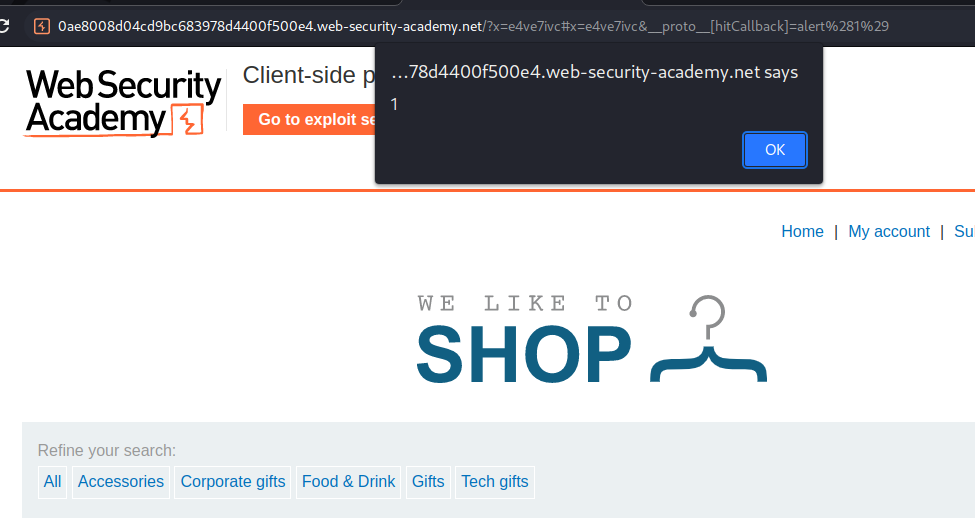 0ae8008d04cd9bc683978d4400f500e4.web-security-academy.net/?x=e4ve7ivc#x=e4ve7ivc&__proto__[hitCallback]=alert%281%29
Web Security
Academy
Client-side p
Go to exploit se
...78d4400f500e4.web-security-academy.net says
1
OK
Home | My account | Su
WE LIKE TO
SHOP
Refine your search:
All Accessories Corporate gifts Food & Drink Gifts Tech gifts